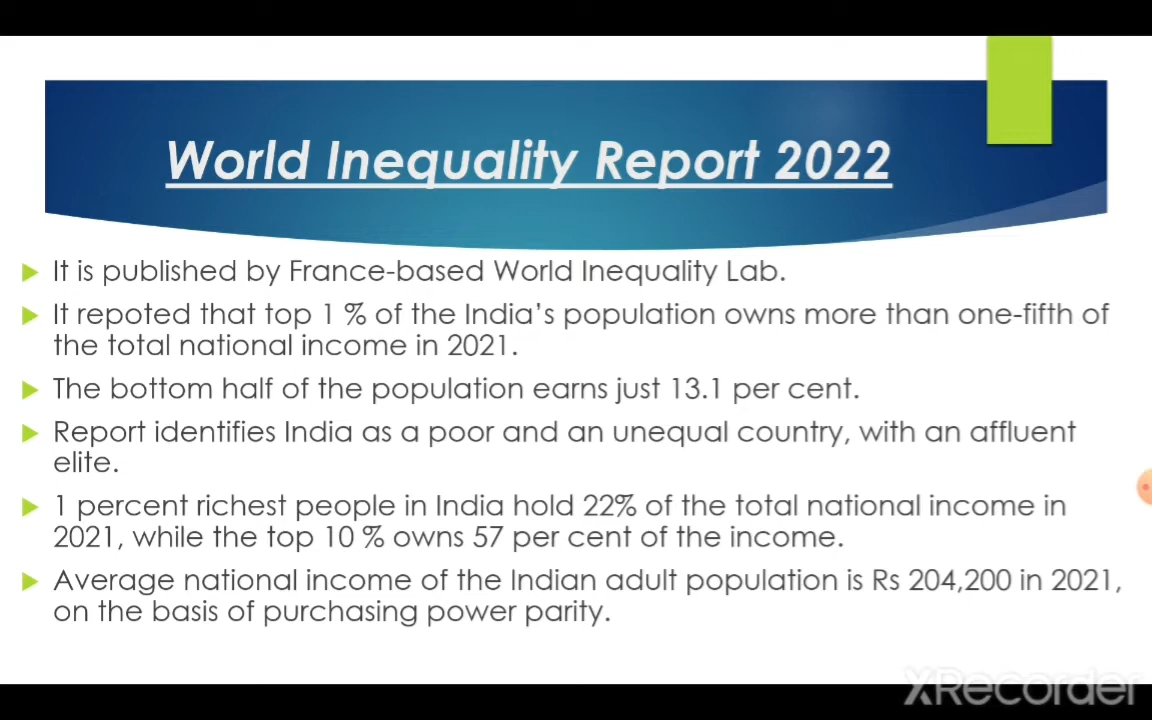 World Inequality Report 2022
It is published by France-based World Inequality Lab.
It repoted that top 1 % of the India's population owns more than one-fifth of
the total national income in 2021.
The bottom half of the population earns just 13.1 per cent.
Report identifies India as a poor and an unequal country, with an affluent
elite.
1 percent richest people in India hold 22% of the total national income in
2021, while the top 10 % owns 57 per cent of the income.
Average national income of the Indian adult population is Rs 204,200 in 2021,
on the basis of purchasing power parity.
XRecorder